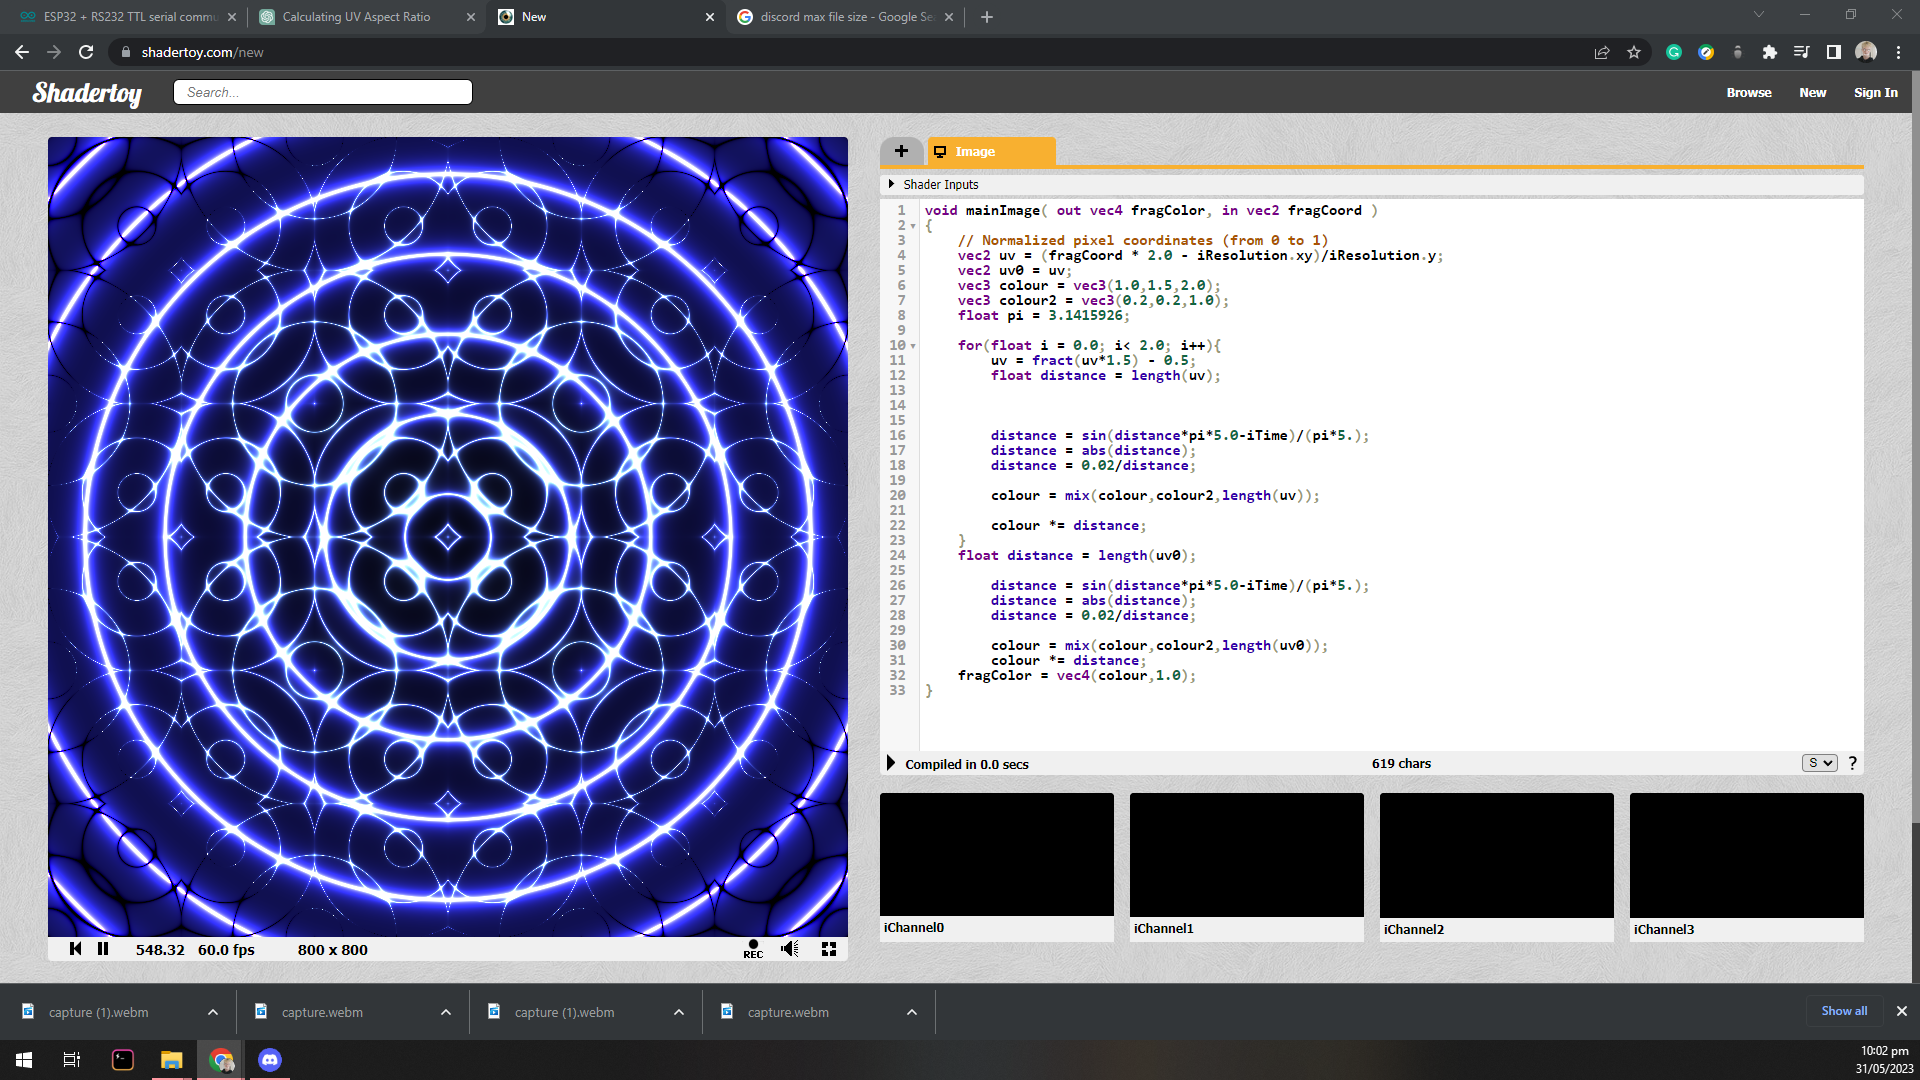 ESP32 + RS232 TTL serial commu
Calculating UV Aspect Ratio
New
discord max file size - Google Se
shadertoy.com/new
Shadertoy
Search...
Browse
New
Sign In
+
Image
Shader Inputs
1 void mainImage( out vec4 fragColor, in vec2 fragCoord )
2 {
3 // Normalized pixel coordinates (from 0 to 1)
4 vec2 uv = (fragCoord * 2.0 - iResolution.xy)/iResolution.y;
5 vec2 uv0 = uv;
6 vec3 colour = vec3(1.0,1.5,2.0);
7 vec3 colour2 = vec3(0.2,0.2,1.0);
8 float pi = 3.1415926;
9
10 for(float i = 0.0; i< 2.0; i++){
11 uv = fract(uv*1.5) - 0.5;
12 float distance = length(uv);
13
14
15
16 distance = sin(distance*pi*5.0-iTime)/(pi*5.);
17 distance = abs(distance);
18 distance = 0.02/distance;
19
20 colour = mix(colour,colour2,length(uv));
21
22 colour *= distance;
23 }
24 float distance = length(uv0);
25
26 distance = sin(distance*pi*5.0-iTime)/(pi*5.);
27 distance = abs(distance);
28 distance = 0.02/distance;
29
30 colour = mix(colour,colour2,length(uv0));
31 colour *= distance;
32 fragColor = vec4(colour,1.0);
33 }
Compiled in 0.0 secs
619 chars
S
?
iChannel0
iChannel1
iChannel2
iChannel3
548.32
60.0 fps
800 x 800
REC
capture (1).webm
capture.webm
capture (1).webm
capture.webm
Show all
10:02 pm
31/05/2023